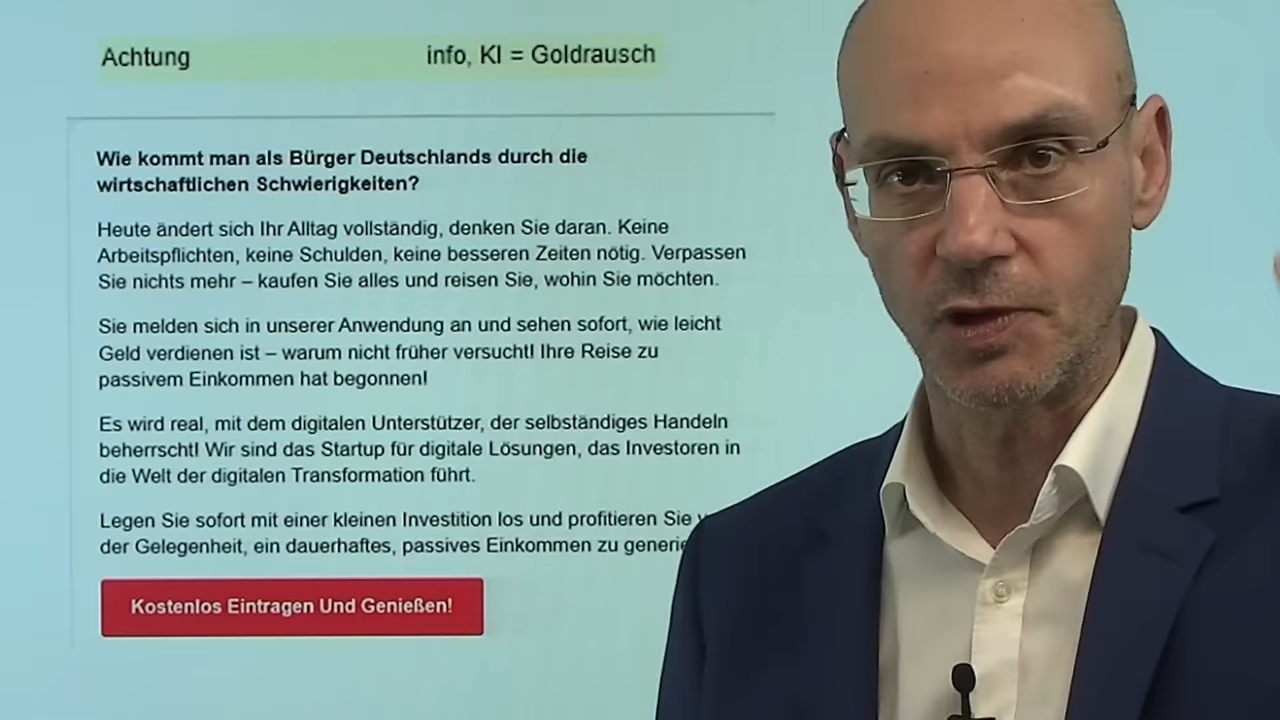 Achtung info, KI = Goldrausch
Wie kommt man als Bürger Deutschlands durch die
wirtschaftlichen Schwierigkeiten?
Heute ändert sich Ihr Alltag vollständig, denken Sie daran. Keine
Arbeitspflichten, keine Schulden, keine besseren Zeiten nötig. Verpassen
Sie nichts mehr – kaufen Sie alles und reisen Sie, wohin Sie möchten.
Sie melden sich in unserer Anwendung an und sehen sofort, wie leicht
Geld verdienen ist – warum nicht früher versucht! Ihre Reise zu
passivem Einkommen hat begonnen!
Es wird real, mit dem digitalen Unterstützer, der selbständiges Handeln
beherrscht! Wir sind das Startup für digitale Lösungen, das Investoren in
die Welt der digitalen Transformation führt.
Legen Sie sofort mit einer kleinen Investition los und profitieren Sie
der Gelegenheit, ein dauerhaftes, passives Einkommen zu
Kostenlos Eintragen Und Genießen!